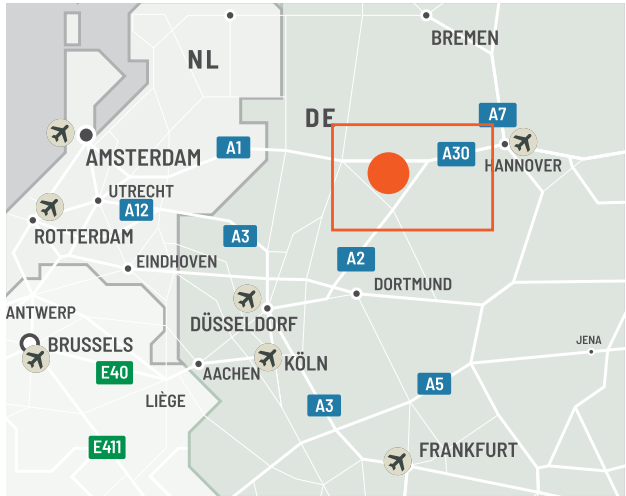 BREMEN
NL
DE
A7
AMSTERDAM
A1
A30
HANNOVER
UTRECHT
A12
ROTTERDAM
A3
EINDHOVEN
A2
DORTMUND
ANTWERP
DÜSSELDORF
BRUSSELS
JENA
KÖLN
E40
AACHEN
A5
LIÈGE
A3
E411
FRANKFURT